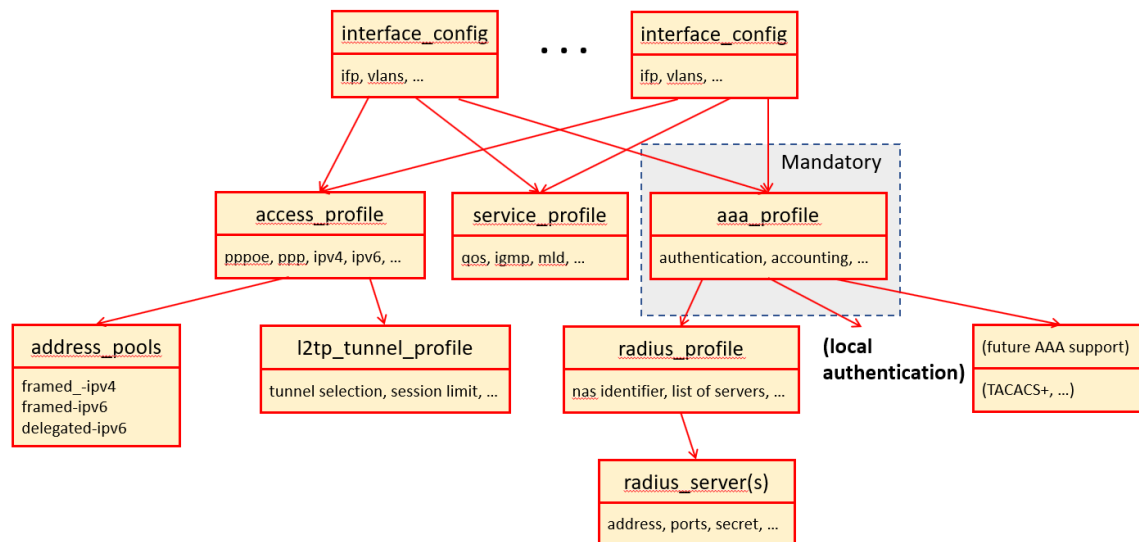 interface_config
ifp, vlans, ...
. . .
interface_config
ifp, vlans, ...
Mandatory
access_profile
pppoe, ppp, ipv4, ipv6, ...
service_profile
qos, igmp, mld, ...
aaa_profile
authentication, accounting, ...
address_pools
framed_-ipv4
framed-ipv6
delegated-ipv6
l2tp_tunnel_profile
tunnel selection, session limit, ...
radius_profile
nas identifier, list of servers, ...
(local
authentication)
(future AAA support)
(TACACS+, ...)
radius_server(s)
address, ports, secret, ...